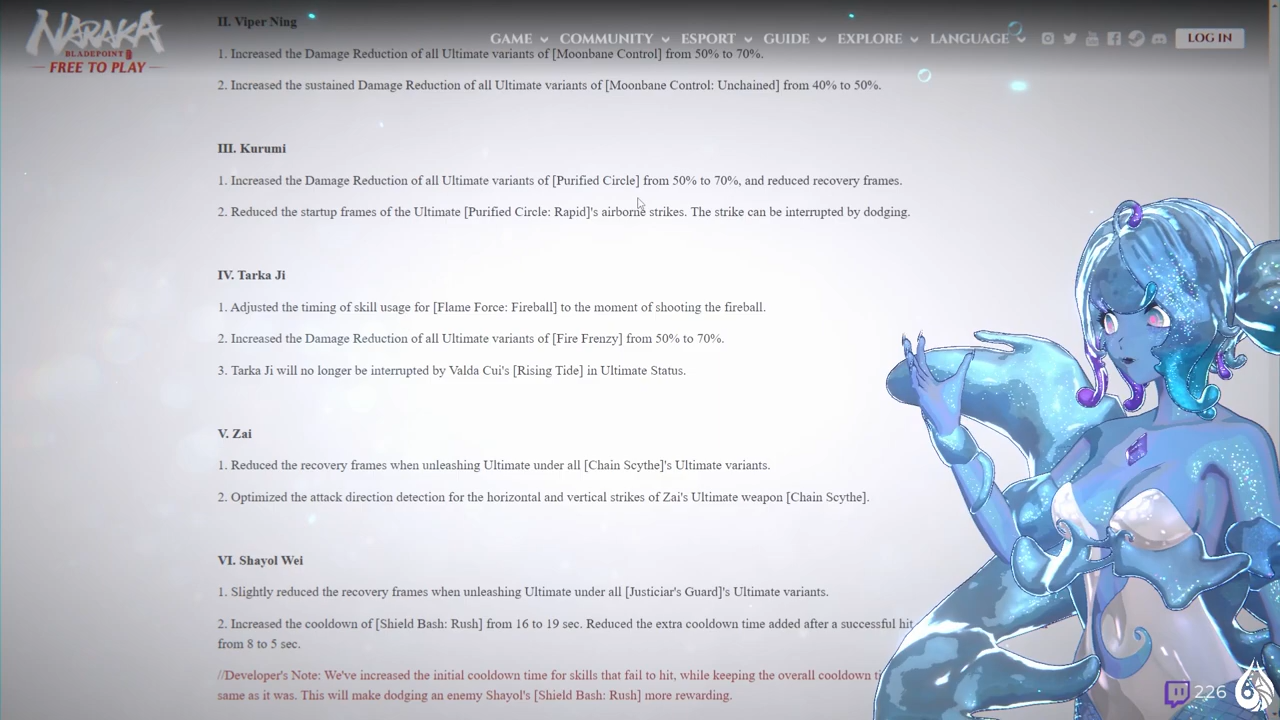 NARAKA
BLADEPOINT
FREE TO PLAY
GAME COMMUNITY ESPORT GUIDE EXPLORE LANGUAGE LOG IN
II. Viper Ning
1. Increased the Damage Reduction of all Ultimate variants of [Moonbane Control] from 50% to 70%.
2. Increased the sustained Damage Reduction of all Ultimate variants of [Moonbane Control: Unchained] from 40% to 50%.
III. Kurumi
1. Increased the Damage Reduction of all Ultimate variants of [Purified Circle] from 50% to 70%, and reduced recovery frames.
2. Reduced the startup frames of the Ultimate [Purified Circle: Rapid]'s airborne strikes. The strike can be interrupted by dodging.
IV. Tarka Ji
1. Adjusted the timing of skill usage for [Flame Force: Fireball] to the moment of shooting the fireball.
2. Increased the Damage Reduction of all Ultimate variants of [Fire Frenzy] from 50% to 70%.
3. Tarka Ji will no longer be interrupted by Valda Cui's [Rising Tide] in Ultimate Status.
V. Zai
1. Reduced the recovery frames when unleashing Ultimate under all [Chain Scythe]'s Ultimate variants.
2. Optimized the attack direction detection for the horizontal and vertical strikes of Zai's Ultimate weapon [Chain Scythe].
VI. Shayol Wei
1. Slightly reduced the recovery frames when unleashing Ultimate under all [Justiciar's Guard]'s Ultimate variants.
2. Increased the cooldown of [Shield Bash: Rush] from 16 to 19 sec. Reduced the extra cooldown time added after a successful hit
from 8 to 5 sec.
//Developer's Note: We've increased the initial cooldown time for skills that fail to hit, while keeping the overall cooldown
same as it was. This will make dodging an enemy Shayol's [Shield Bash: Rush] more rewarding.
226